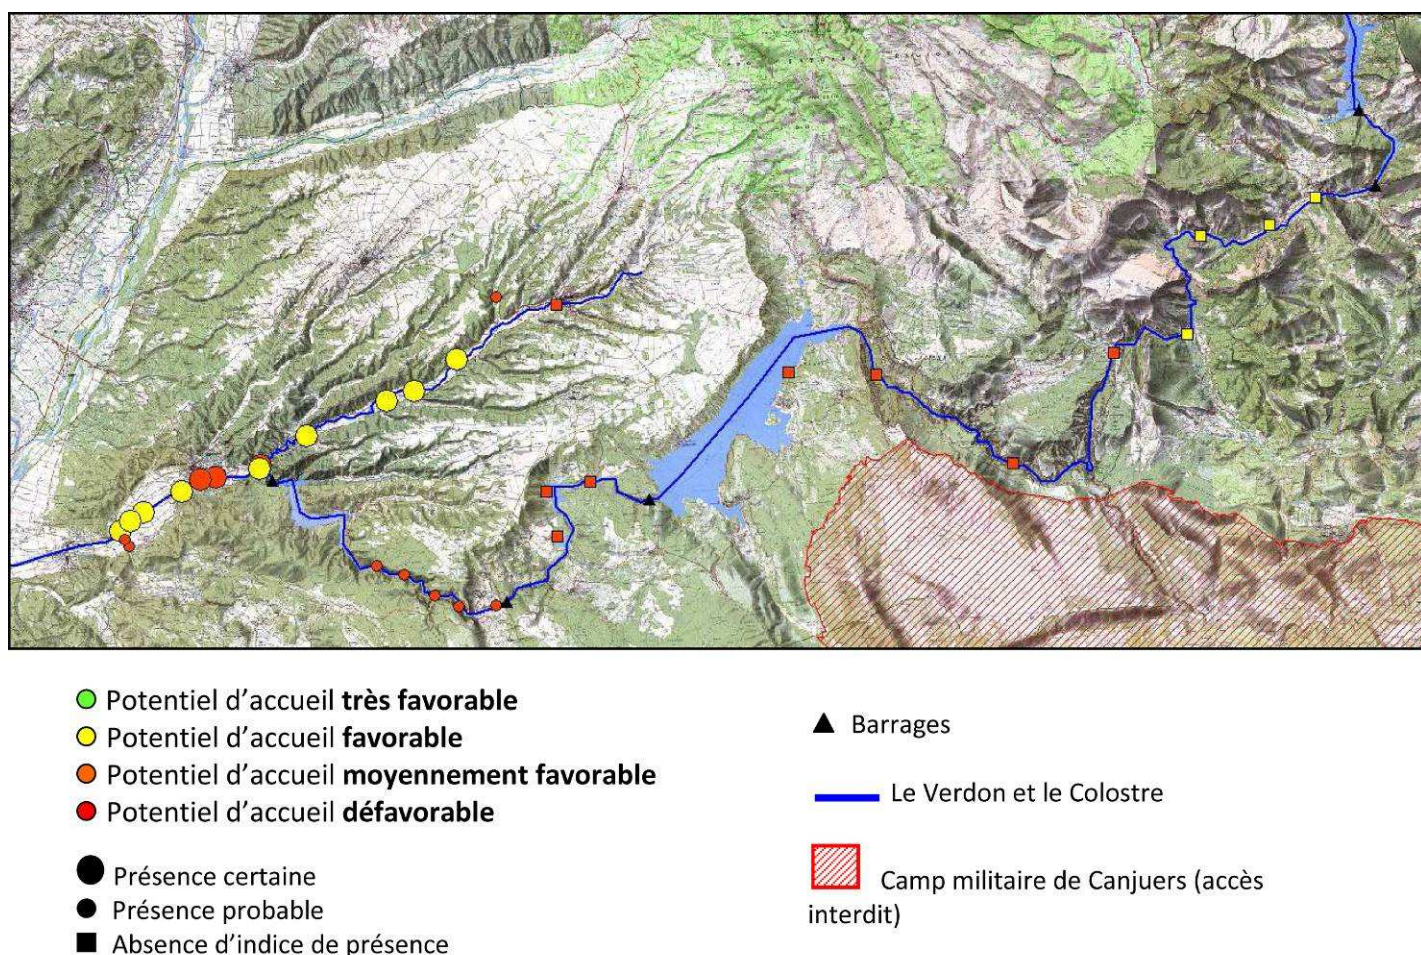 Potentiel d'accueil très favorable
Potentiel d'accueil favorable
Potentiel d'accueil moyennement favorable
Potentiel d'accueil défavorable
Présence certaine
Présence probable
Absence d'indice de présence
Barrages
Le Verdon et le Colostre
Camp militaire de Canjuers (accès
interdit)